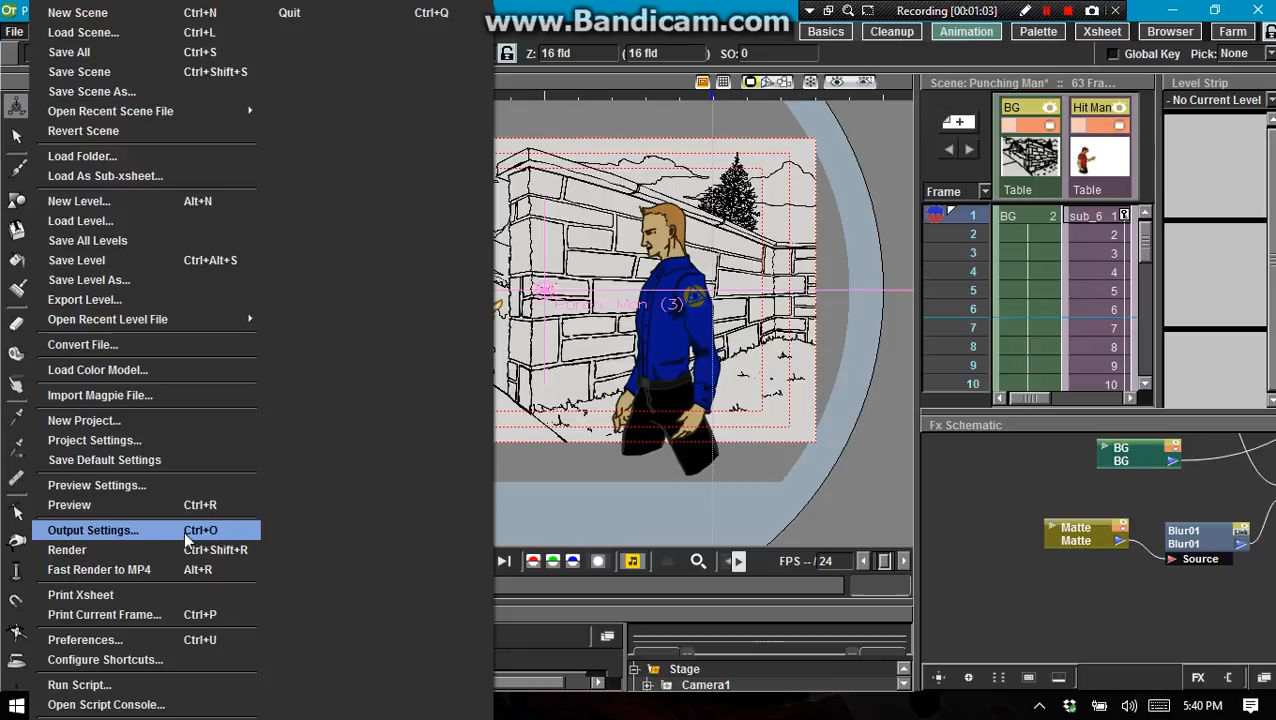 www.Bandicam.com
Recording [00:01:03]
File
New Scene Ctrl+N
Quit Ctrl+Q
Load Scene... Ctrl+L
Save All Ctrl+S
Save Scene Ctrl+Shift+S
Save Scene As...
Open Recent Scene File
Revert Scene
Load Folder...
Load As Sub-xsheet...
New Level... Alt+N
Load Level...
Save All Levels
Save Level Ctrl+Alt+S
Save Level As...
Export Level...
Open Recent Level File
Convert File...
Load Color Model...
Import Magpie File...
New Project...
Project Settings...
Save Default Settings
Preview Settings...
Preview Ctrl+R
Output Settings... Ctrl+O
Render Ctrl+Shift+R
Fast Render to MP4 Alt+R
Print Xsheet
Print Current Frame... Ctrl+P
Preferences... Ctrl+U
Configure Shortcuts...
Run Script...
Open Script Console...
Basics Cleanup Animation Palette Xsheet Browser Farm
Z: 16 fld (16 fld) SO: 0
Global Key Pick: None
Scene: Punching Man* :: 63 Fra...
Level Strip
BG Hit Man
- No Current Level
Table Table
Frame
1 BG 2 sub_6 1
2 2
3 3
4 4
5 5
6 6
7 7
8 8
9 9
10 10
Punch Man (3)
Fx Schematic
BG
BG
Matte
Matte
Blur01
Blur01
Source
FPS -- / 24
Stage
Camera1
FX
5:40 PM